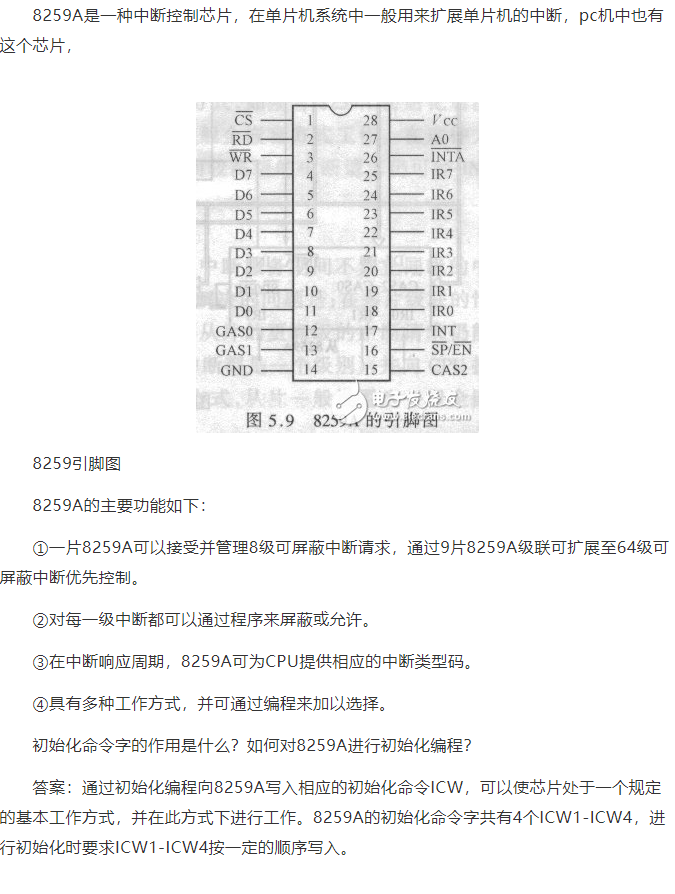 8259A是一种中断控制芯片，在单片机系统中一般用来扩展单片机的中断，pc机中也有
这个芯片，
CS 1 28 VCC
RD 2 27 A0
WR 3 26 INTA
D7 4 25 IR7
D6 5 24 IR6
D5 6 23 IR5
D4 7 22 IR4
D3 8 21 IR3
D2 9 20 IR2
D1 10 19 IR1
D0 11 18 IR0
GAS0 12 17 INT
GAS1 13 16 SP/EN
GND 14 15 CAS2
电子发烧友
www.elecfans.com
图 5.9 8259A 的引脚图
8259引脚图
8259A的主要功能如下：
①一片8259A可以接受并管理8级可屏蔽中断请求，通过9片8259A级联可扩展至64级可
屏蔽中断优先控制。
②对每一级中断都可以通过程序来屏蔽或允许。
③在中断响应周期，8259A可为CPU提供相应的中断类型码。
④具有多种工作方式，并可通过编程来加以选择。
初始化命令字的作用是什么？如何对8259A进行初始化编程？
答案：通过初始化编程向8259A写入相应的初始化命令ICW，可以使芯片处于一个规定
的基本工作方式，并在此方式下进行工作。8259A的初始化命令字共有4个ICW1-ICW4，进
行初始化时要求ICW1-ICW4按一定的顺序写入。